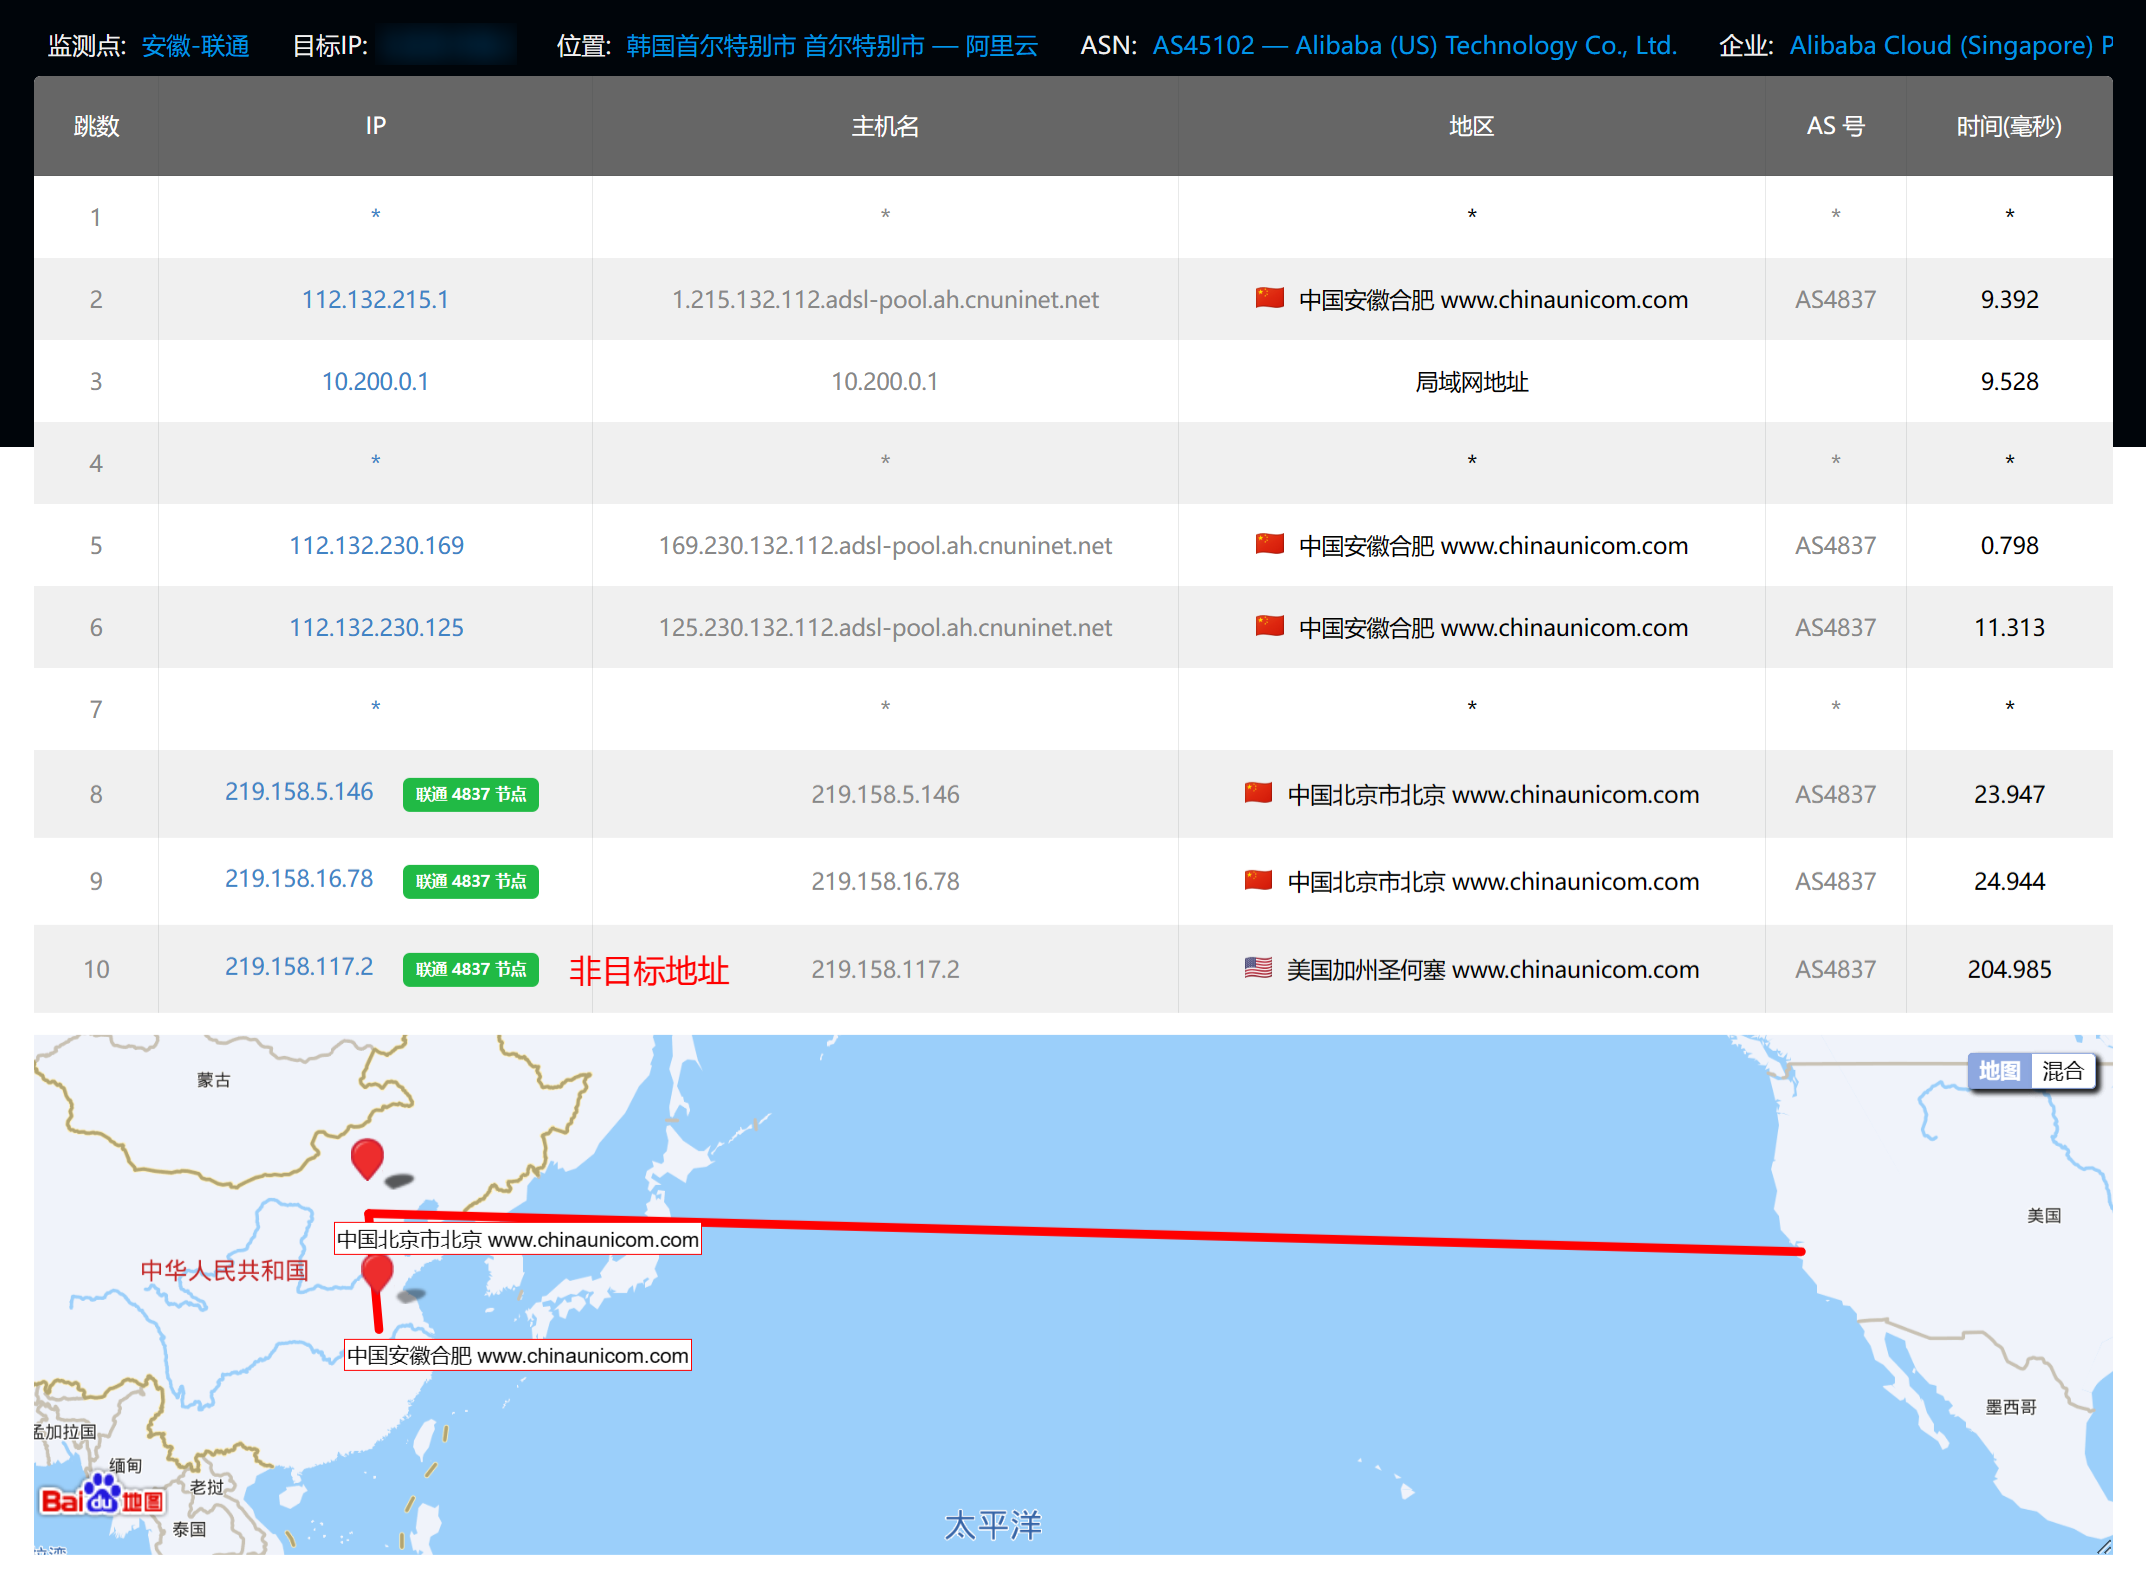 监测点: 安徽-联通 目标IP: 位置: 韩国首尔特别市 首尔特别市 — 阿里云 ASN: AS45102 — Alibaba (US) Technology Co., Ltd. 企业: Alibaba Cloud (Singapore) P
跳数 IP 主机名 地区 AS 号 时间(毫秒)
1 * * * * *
2 112.132.215.1 1.215.132.112.adsl-pool.ah.cnuninet.net 中国安徽合肥 www.chinaunicom.com AS4837 9.392
3 10.200.0.1 10.200.0.1 局域网地址 9.528
4 * * * * *
5 112.132.230.169 169.230.132.112.adsl-pool.ah.cnuninet.net 中国安徽合肥 www.chinaunicom.com AS4837 0.798
6 112.132.230.125 125.230.132.112.adsl-pool.ah.cnuninet.net 中国安徽合肥 www.chinaunicom.com AS4837 11.313
7 * * * * *
8 219.158.5.146 联通 4837 节点 219.158.5.146 中国北京市北京 www.chinaunicom.com AS4837 23.947
9 219.158.16.78 联通 4837 节点 219.158.16.78 中国北京市北京 www.chinaunicom.com AS4837 24.944
10 219.158.117.2 联通 4837 节点 非目标地址 219.158.117.2 美国加州圣何塞 www.chinaunicom.com AS4837 204.985
地图 混合
蒙古
美国
中国北京市北京 www.chinaunicom.com
中华人民共和国
中国安徽合肥 www.chinaunicom.com
墨西哥
孟加拉国
缅甸
老挝
Bai du 地图
太平洋
泰国